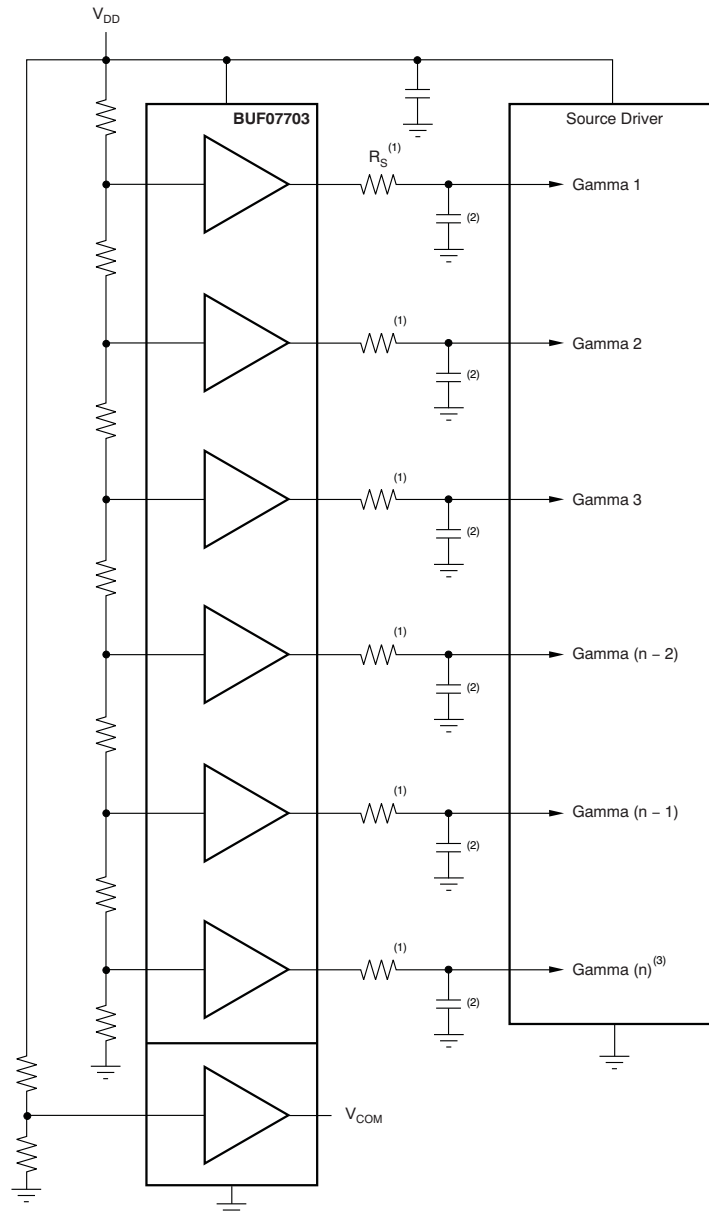 VDD
BUF07703
Source Driver
RS(1)
(2)
Gamma 1
(1)
(2)
Gamma 2
(1)
(2)
Gamma 3
(1)
(2)
Gamma (n − 2)
(1)
(2)
Gamma (n − 1)
(1)
(2)
Gamma (n)(3)
VCOM